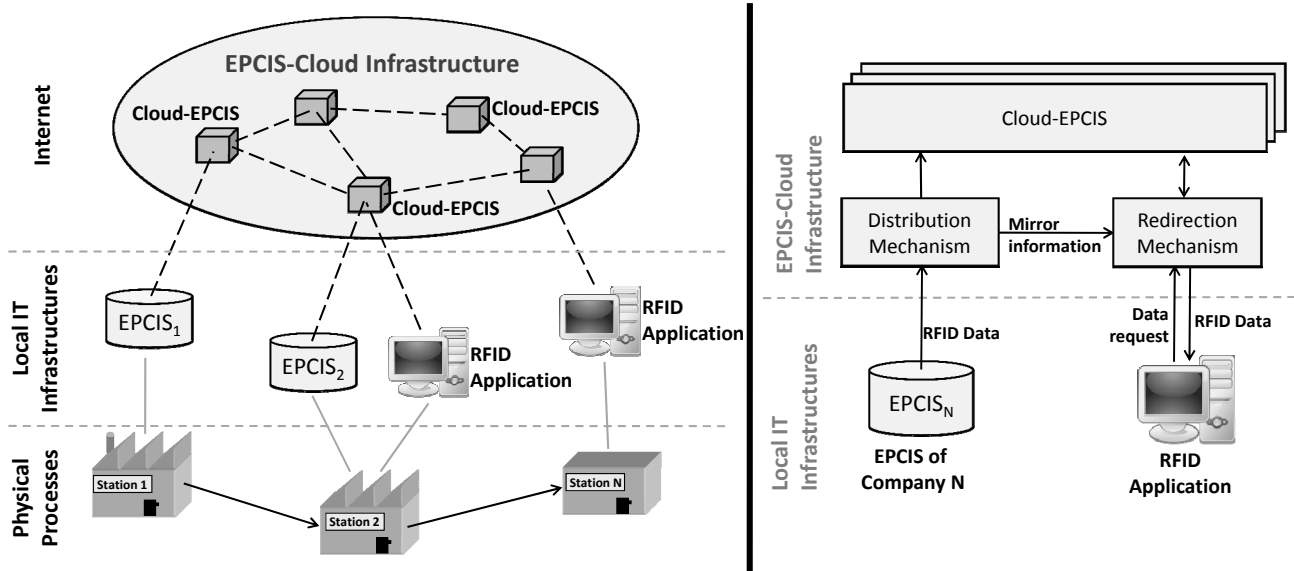 EPCIS-Cloud Infrastructure
Cloud-EPCIS
Cloud-EPCIS
Cloud-EPCIS
Internet
EPCIS1
EPCIS2
RFID
Application
RFID
Application
Local IT
Infrastructures
Station 1
Station 2
Station N
Physical
Processes
Cloud-EPCIS
EPCIS-Cloud
Infrastructure
Distribution
Mechanism
Mirror
information
Redirection
Mechanism
RFID Data
Data
request
RFID Data
Local IT
Infrastructures
EPCISN
EPCIS of
Company N
RFID
Application